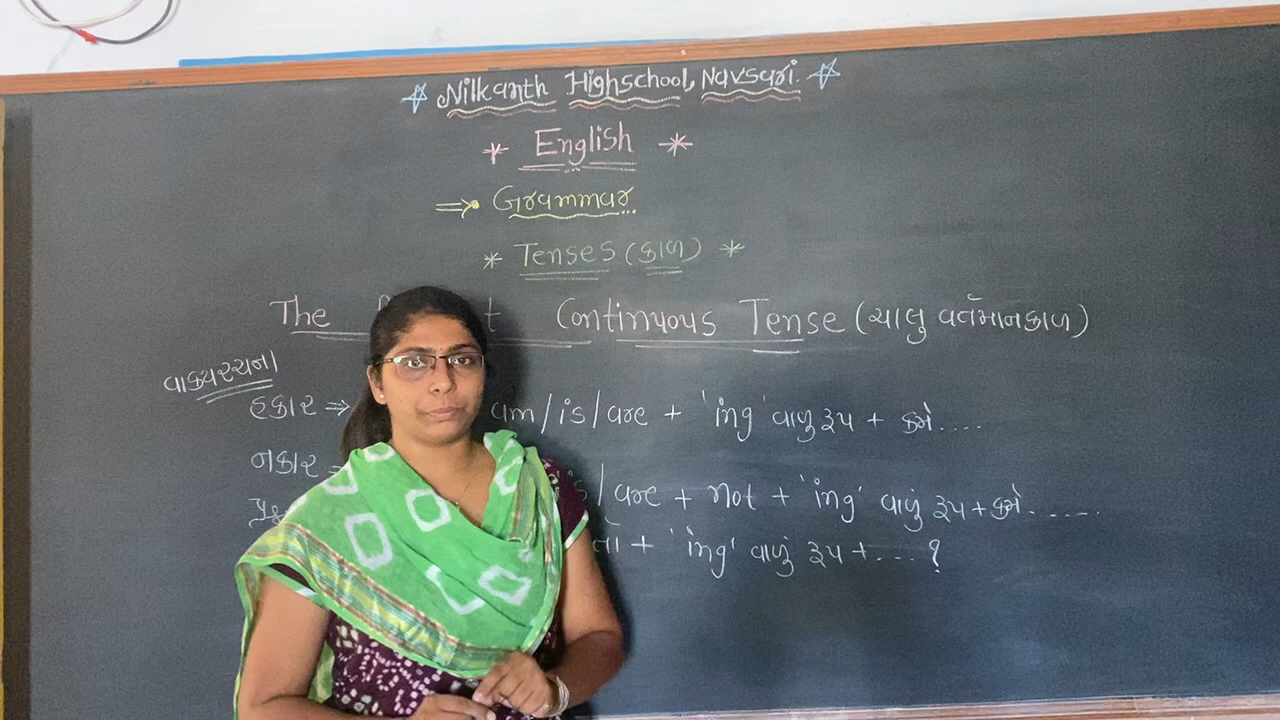 Nilkanth Highschool, Navsari.
* English *
⇒ Grammar...
* Tenses (કાળ) *
The Continuous Tense (ચાલુ વર્તમાનકાળ)
વાક્યરચના
હકાર ⇒ am/is/are + 'ing' વાળુ રૂપ + કર્મ....
નકાર = is/are + not + 'ing' વાળું રૂપ + કર્મ.....
+ 'ing' વાળું રૂપ +....?